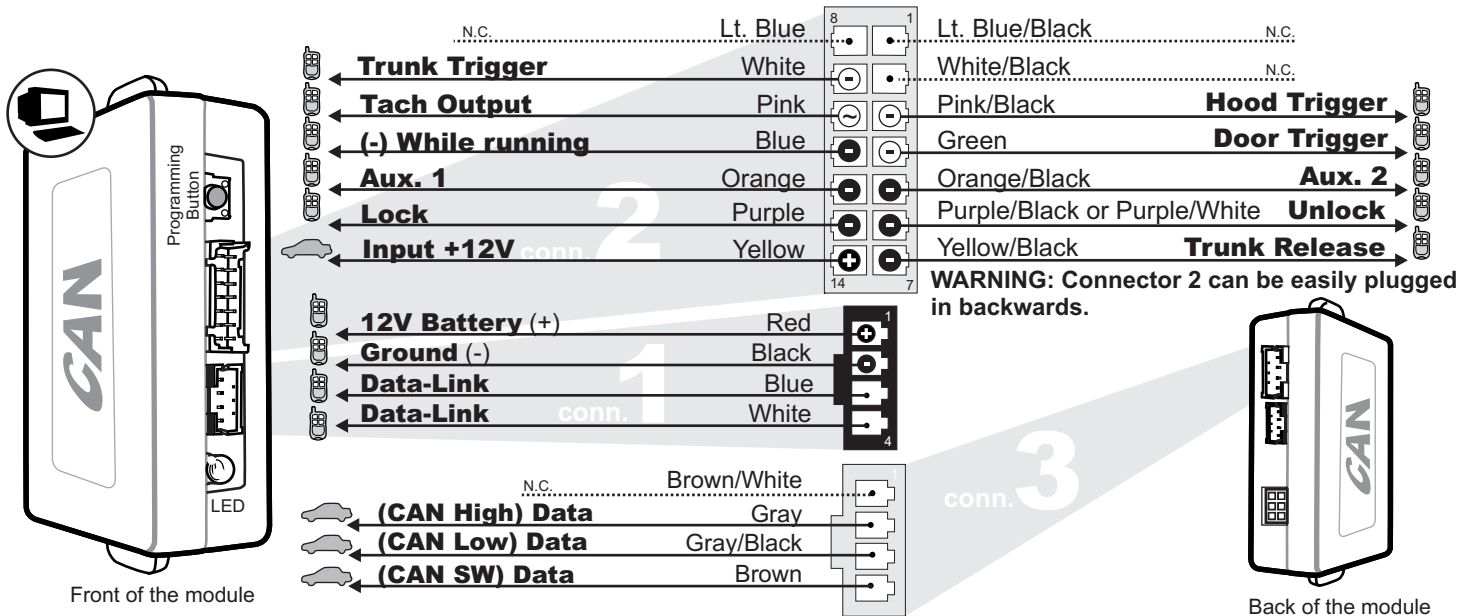 8 1
N.C. Lt. Blue Lt. Blue/Black N.C.
Trunk Trigger White White/Black N.C.
Tach Output Pink Pink/Black Hood Trigger
(-) While running Blue Green Door Trigger
Aux. 1 Orange Orange/Black Aux. 2
Lock Purple Purple/Black or Purple/White Unlock
Input +12V conn. 2 Yellow Yellow/Black Trunk Release
14 7
WARNING: Connector 2 can be easily plugged
in backwards.
Programming
Button
CAN
LED
Front of the module
12V Battery (+) Red 1
Ground (-) Black
Data-Link Blue
Data-Link conn. 1 White
4
N.C. Brown/White 1
(CAN High) Data Gray
(CAN Low) Data Gray/Black
(CAN SW) Data Brown
conn. 3
CAN
Back of the module